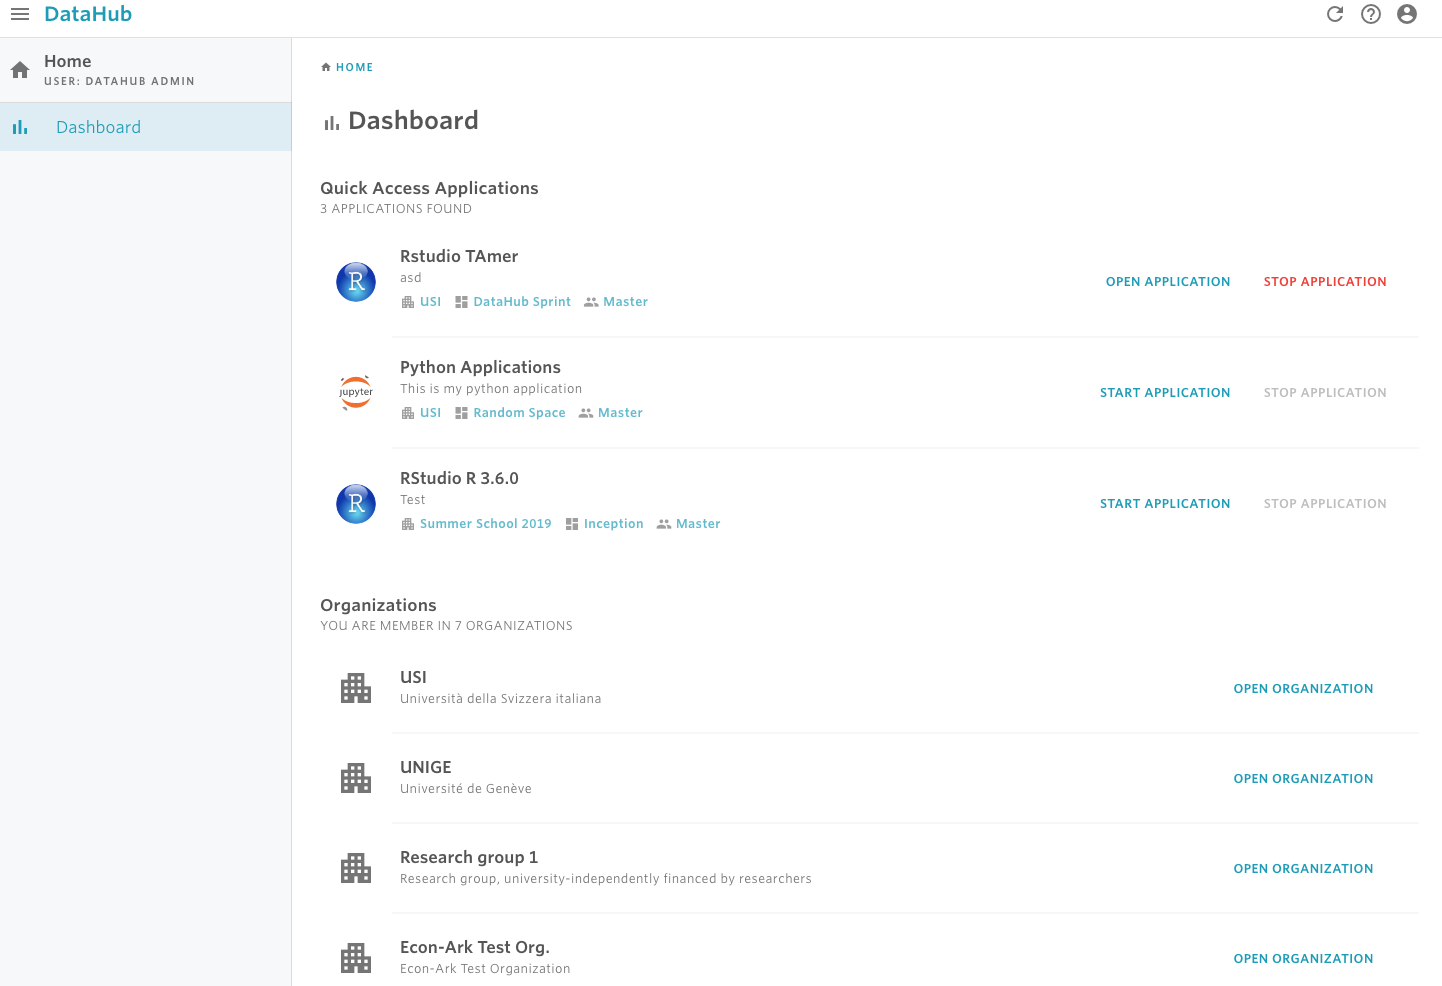 DataHub
Home
USER: DATAHUB ADMIN
Dashboard
HOME
Dashboard
Quick Access Applications
3 APPLICATIONS FOUND
R
Rstudio TAmer
asd
USI DataHub Sprint Master
OPEN APPLICATION STOP APPLICATION
jupyter
Python Applications
This is my python application
USI Random Space Master
START APPLICATION STOP APPLICATION
R
RStudio R 3.6.0
Test
Summer School 2019 Inception Master
START APPLICATION STOP APPLICATION
Organizations
YOU ARE MEMBER IN 7 ORGANIZATIONS
USI
Università della Svizzera italiana
OPEN ORGANIZATION
UNIGE
Université de Genève
OPEN ORGANIZATION
Research group 1
Research group, university-independently financed by researchers
OPEN ORGANIZATION
Econ-Ark Test Org.
Econ-Ark Test Organization
OPEN ORGANIZATION